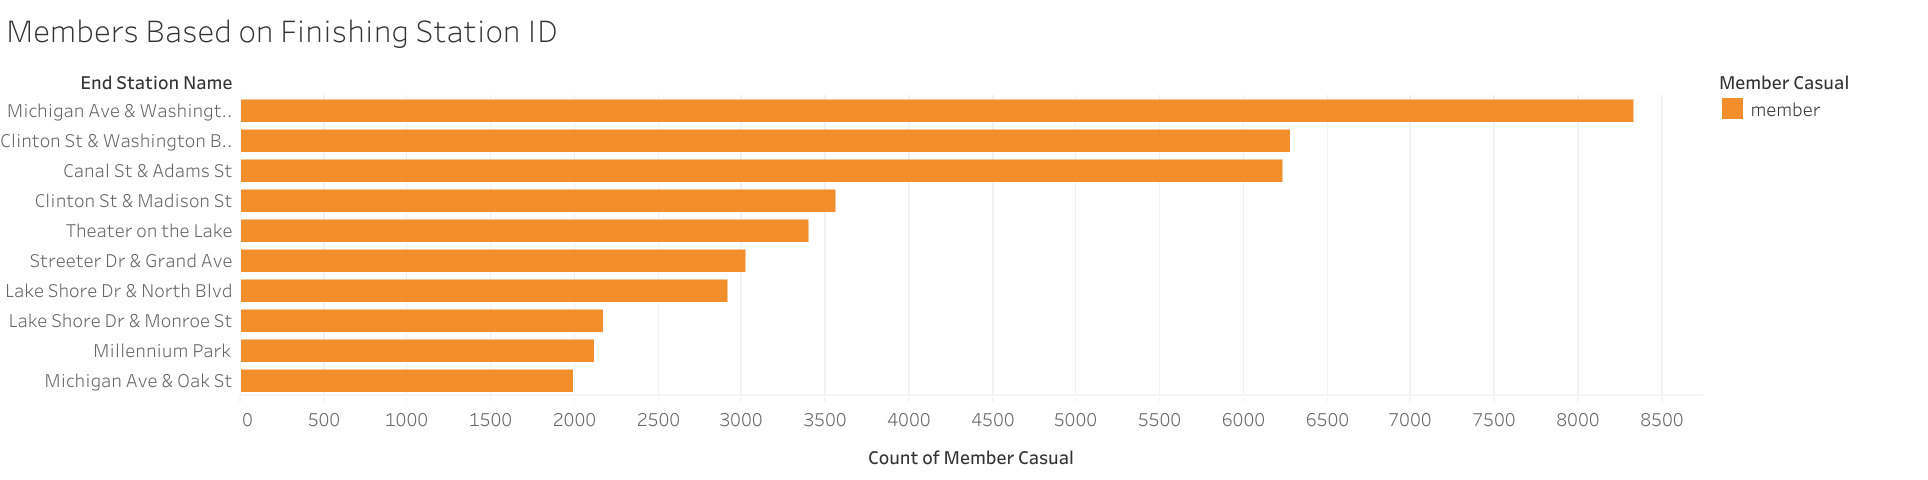 Members Based on Finishing Station ID
End Station Name
Member Casual
member
Michigan Ave & Washingt..
Clinton St & Washington B..
Canal St & Adams St
Clinton St & Madison St
Theater on the Lake
Streeter Dr & Grand Ave
Lake Shore Dr & North Blvd
Lake Shore Dr & Monroe St
Millennium Park
Michigan Ave & Oak St
0 500 1000 1500 2000 2500 3000 3500 4000 4500 5000 5500 6000 6500 7000 7500 8000 8500
Count of Member Casual